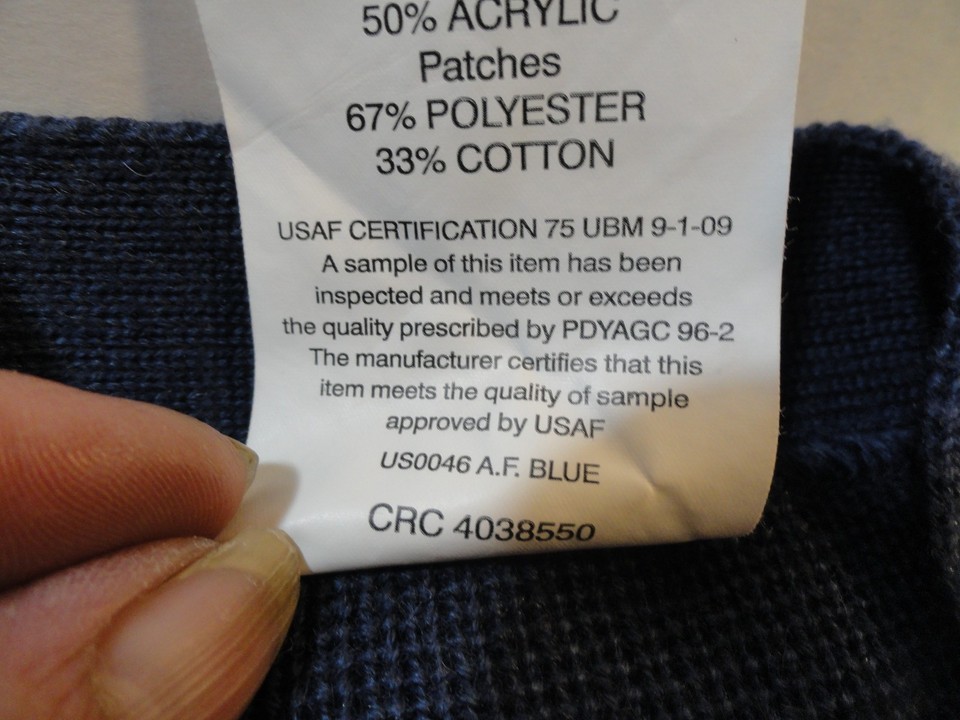 50% ACRYLIC
Patches
67% POLYESTER
33% COTTON
USAF CERTIFICATION 75 UBM 9-1-09
A sample of this item has been
inspected and meets or exceeds
the quality prescribed by PDYAGC 96-2
The manufacturer certifies that this
item meets the quality of sample
approved by USAF
US0046 A.F. BLUE
CRC 4038550